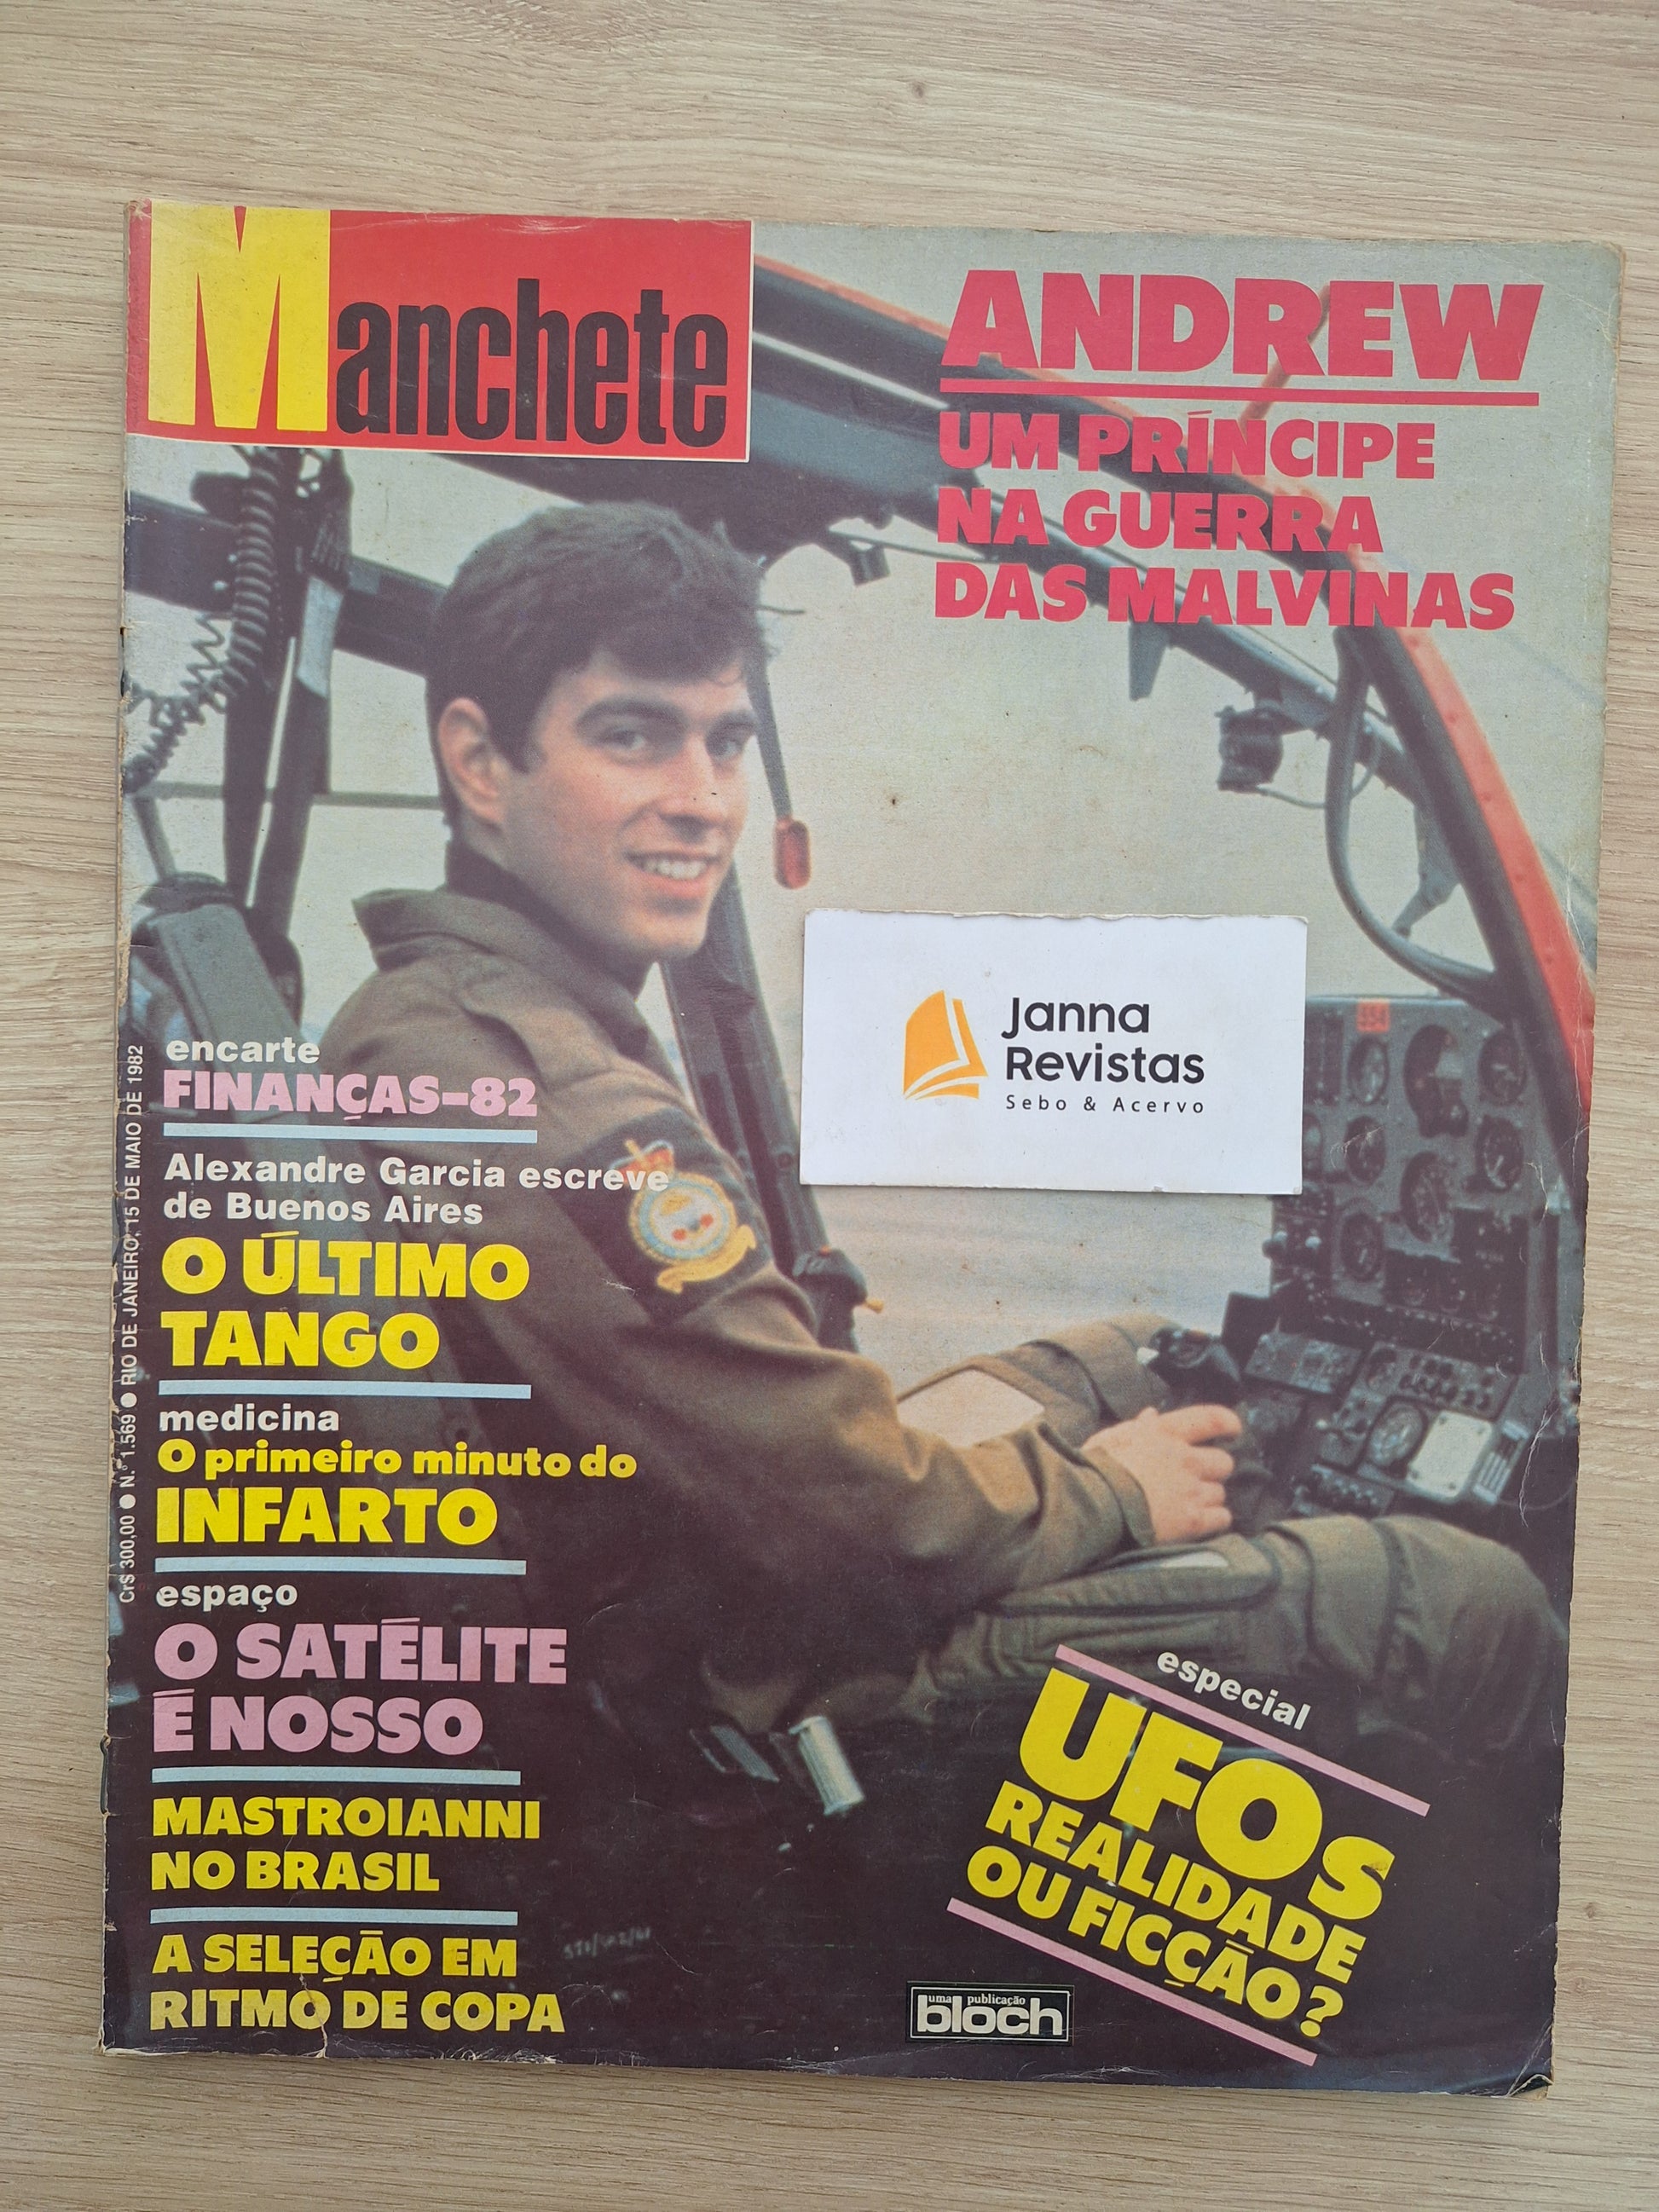 Manchete
ANDREW
UM PRÍNCIPE
NA GUERRA
DAS MALVINAS
Janna
Revistas
Sebo & Acervo
554
encarte
FINANÇAS-82
Alexandre Garcia escreve
de Buenos Aires
O ÚLTIMO
TANGO
medicina
O primeiro minuto do
INFARTO
espaço
O SATÉLITE
É NOSSO
MASTROIANNI
NO BRASIL
A SELEÇÃO EM
RITMO DE COPA
Cr$ 300,00 ● N.º 1.569 ● RIO DE JANEIRO, 15 DE MAIO DE 1982
especial
UFOs
REALIDADE
OU FICÇÃO?
uma publicação
bloch